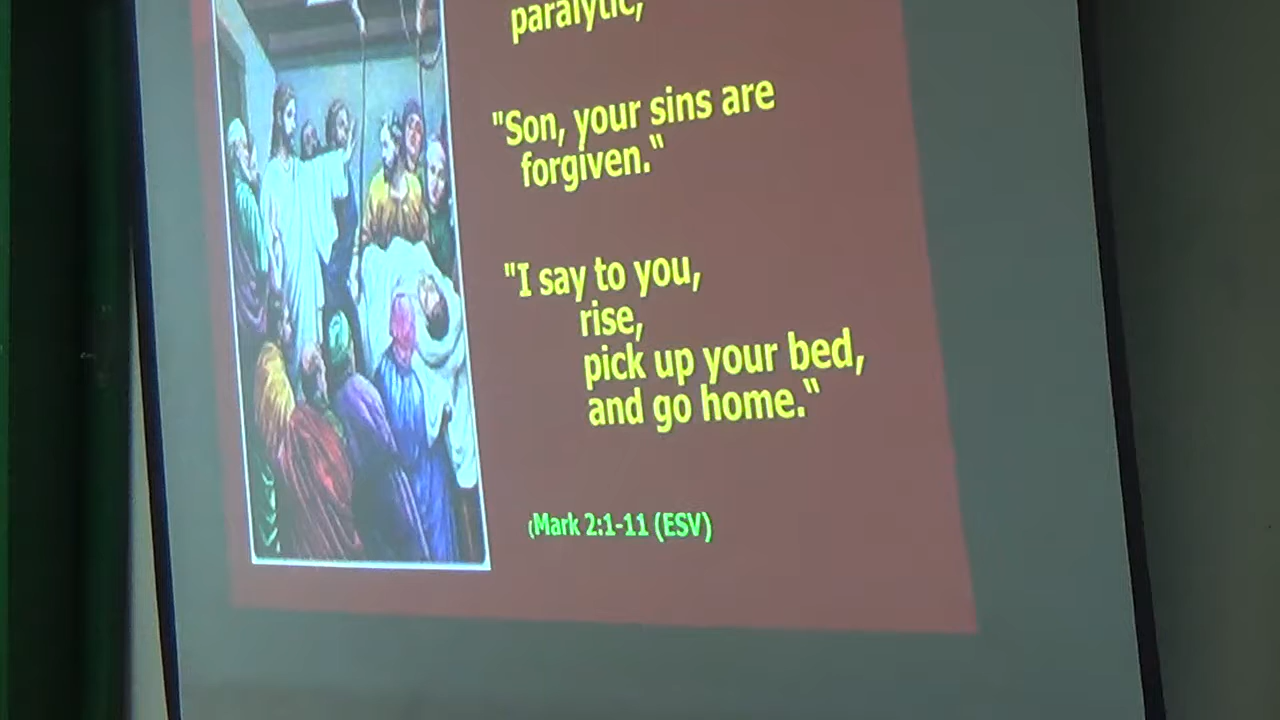 paralytic,
"Son, your sins are
forgiven."
"I say to you,
rise,
pick up your bed,
and go home."
(Mark 2:1-11 (ESV)